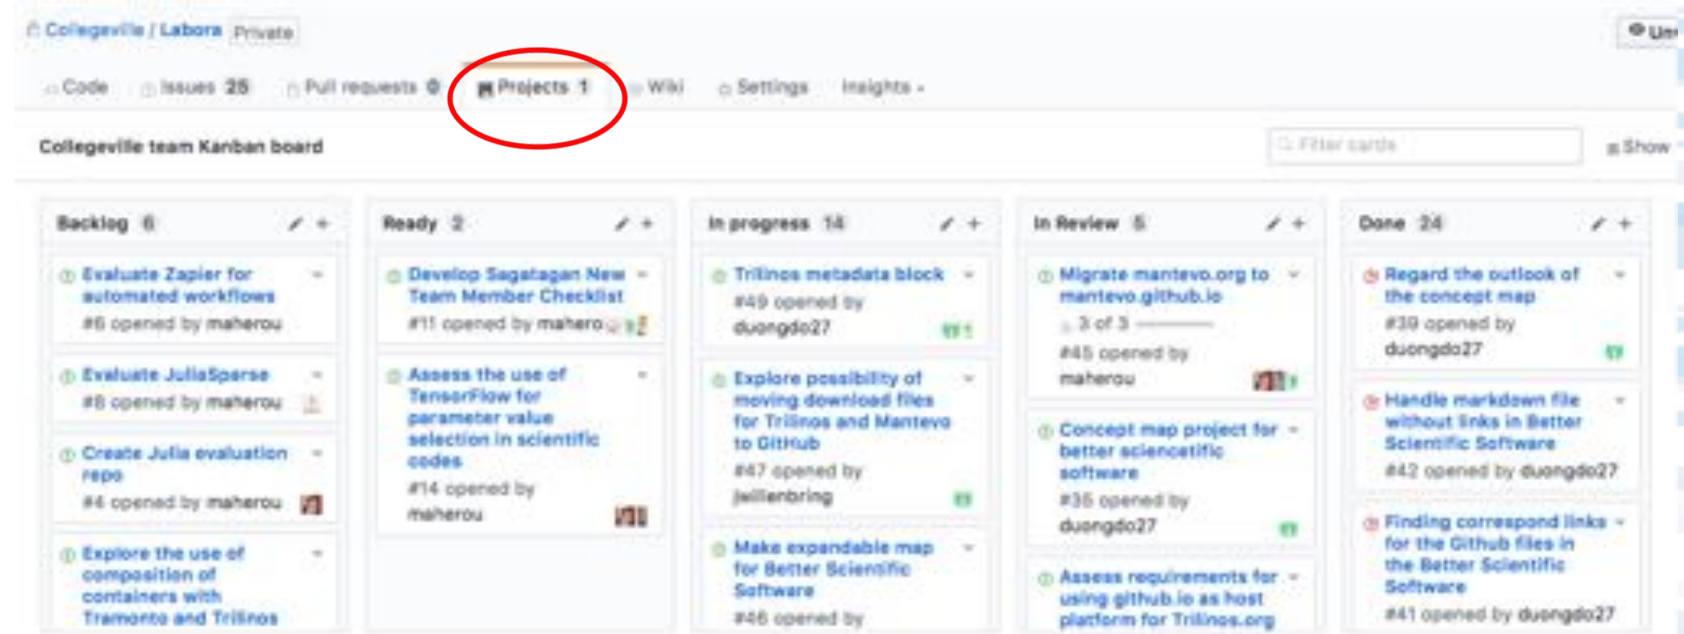 Collegeville / Labora Private
Code Issues 25 Pull requests 0 Projects 1 Wiki Settings Insights
Collegeville team Kanban board
Filter cards
Show
Backlog 6
Evaluate Zapier for
automated workflows
#6 opened by maherou
Evaluate JuliaSparse
#8 opened by maherou
Create Julia evaluation
repo
#4 opened by maherou
Explore the use of
composition of
containers with
Tramonto and Trilinos
Ready 2
Develop Sagatagan New
Team Member Checklist
#11 opened by mahero
Assess the use of
TensorFlow for
parameter value
selection in scientific
codes
#14 opened by
maherou
In progress 14
Trilinos metadata block
#49 opened by
duongdo27
Explore possibility of
moving download files
for Trilinos and Mantevo
to GitHub
#47 opened by
jwillenbring
Make expandable map
for Better Scientific
Software
#46 opened by
In Review 5
Migrate mantevo.org to
mantevo.github.io
3 of 3
#45 opened by
maherou
Concept map project for
better sciencetific
software
#35 opened by
duongdo27
Assess requirements for
using github.io as host
platform for Trilinos.org
Done 24
Regard the outlook of
the concept map
#39 opened by
duongdo27
Handle markdown file
without links in Better
Scientific Software
#42 opened by duongdo27
Finding correspond links
for the Github files in
the Better Scientific
Software
#41 opened by duongdo27